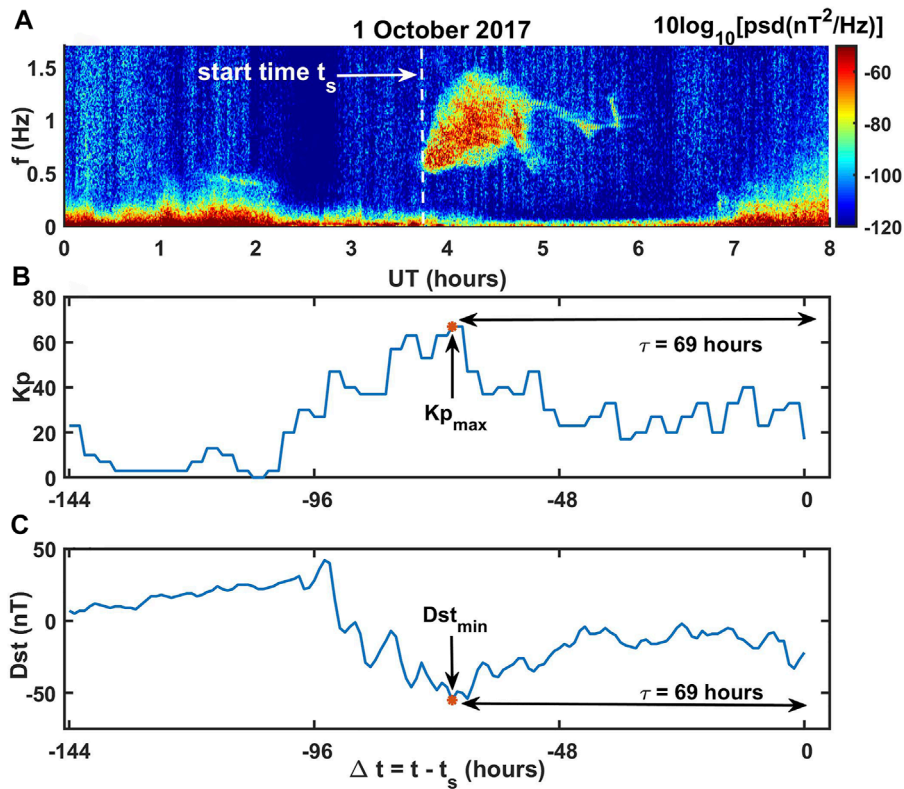 A
1 October 2017
10log10[psd(nT2/Hz)]
start time ts
f (Hz)
1.5
1
0.5
0
0 1 2 3 4 5 6 7 8
UT (hours)
-60
-80
-100
-120
B
Kp
80
60
40
20
0
τ = 69 hours
Kpmax
-144 -96 -48 0
C
Dst (nT)
50
0
-50
Dstmin
τ = 69 hours
-144 -96 -48 0
Δ t = t - ts (hours)